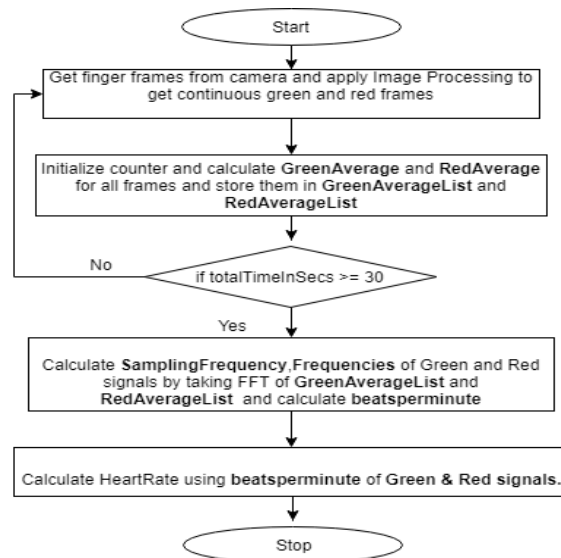 Start
Get finger frames from camera and apply Image Processing to
get continuous green and red frames
Initialize counter and calculate GreenAverage and RedAverage
for all frames and store them in GreenAverageList and
RedAverageList
No
if totalTimeInSecs >= 30
Yes
Calculate SamplingFrequency,Frequencies of Green and Red
signals by taking FFT of GreenAverageList and
RedAverageList and calculate beatsperminute
Calculate HeartRate using beatsperminute of Green & Red signals.
Stop